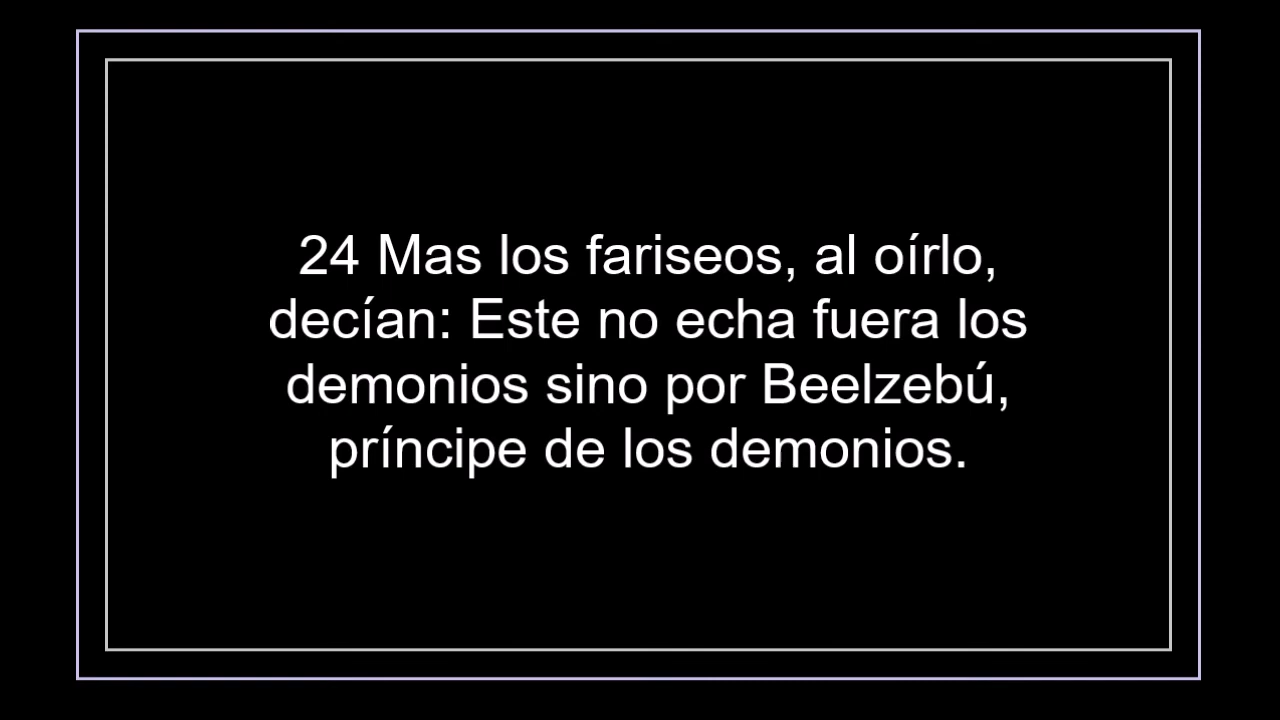 24 Mas los fariseos, al oírlo,
decían: Este no echa fuera los
demonios sino por Beelzebú,
príncipe de los demonios.